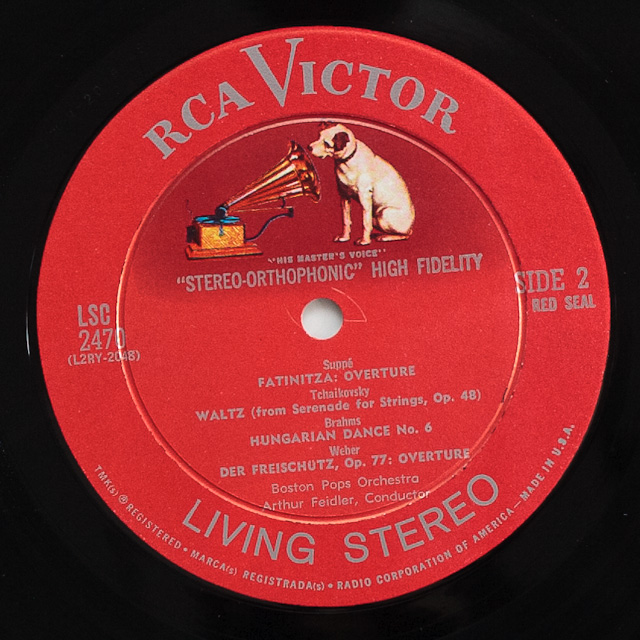 RCA VICTOR
"HIS MASTER'S VOICE"
"STEREO-ORTHOPHONIC" HIGH FIDELITY
LSC
2470
(L2RY-2048)
SIDE 2
RED SEAL
Suppé
FATINITZA: OVERTURE
Tchaikovsky
WALTZ (from Serenade for Strings, Op. 48)
Brahms
HUNGARIAN DANCE No. 6
Weber
DER FREISCHÜTZ, Op. 77: OVERTURE
Boston Pops Orchestra
Arthur Feidler, Conductor
LIVING STEREO
TMK(s) ® REGISTERED • MARCA(s) REGISTRADA(s) • RADIO CORPORATION OF AMERICA—MADE IN U.S.A.